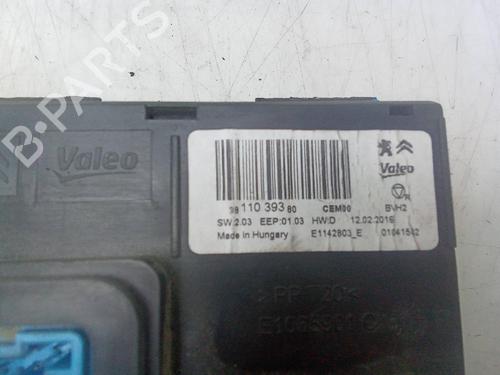 B-PARTS
Valeo
Valeo
98 110 393 80 CEM00 BVH2
SW:2.03 EEP:01.03 HW:D 12.02.2016
Made in Hungary E1142803_E 01041542